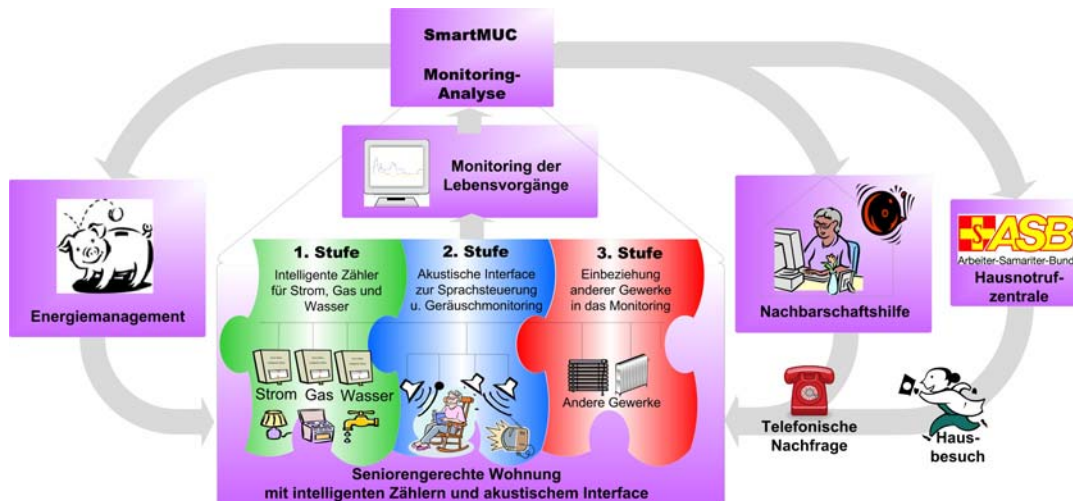 SmartMUC
Monitoring-
Analyse
Monitoring der
Lebensvorgänge
Energiemanagement
1. Stufe
Intelligente Zähler
für Strom, Gas und
Wasser
Strom Gas Wasser
2. Stufe
Akustische Interface
zur Sprachsteuerung
u. Geräuschmonitoring
3. Stufe
Einbeziehung
anderer Gewerke
in das Monitoring
Andere Gewerke
Seniorengerechte Wohnung
mit intelligenten Zählern und akustischem Interface
Nachbarschaftshilfe
S ASB
Arbeiter-Samariter-Bund
Hausnotruf-
zentrale
Telefonische
Nachfrage
Haus-
besuch